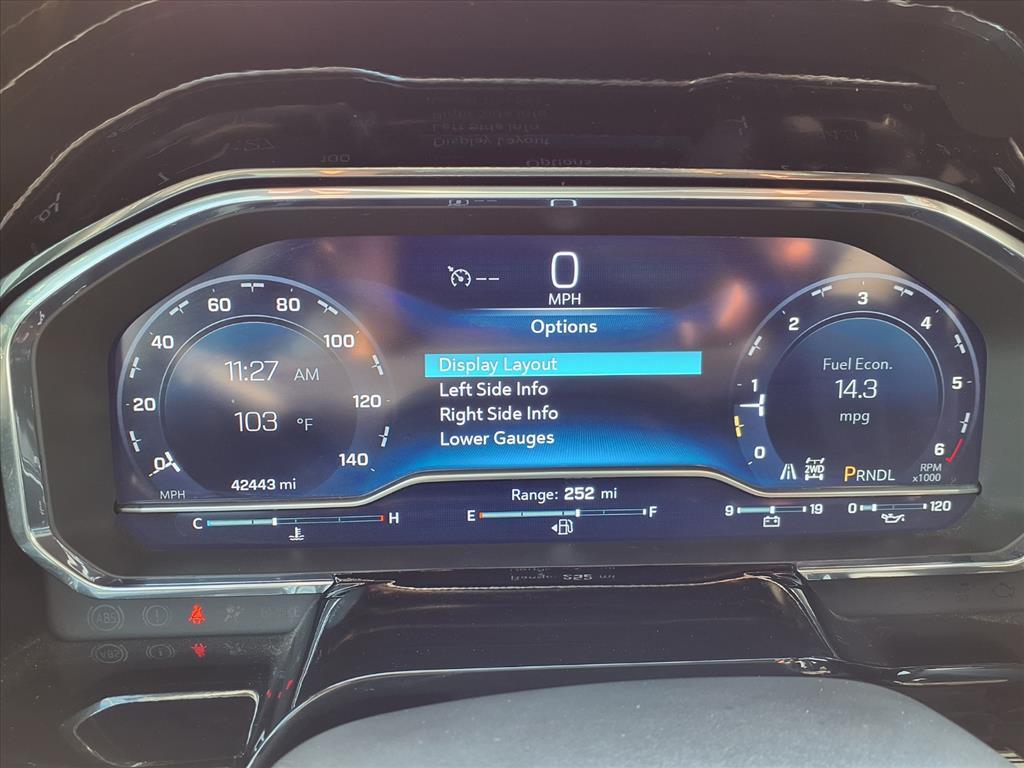 0
MPH
Options
Display Layout
Left Side Info
Right Side Info
Lower Gauges
0 20 40 60 80 100 120 140
11:27 AM
103 °F
MPH
42443 mi
0 1 2 3 4 5 6
Fuel Econ.
14.3
mpg
2WD
PRNDL
RPM
x1000
Range: 252 mi
C H
E F
9 19
0 120
ABS